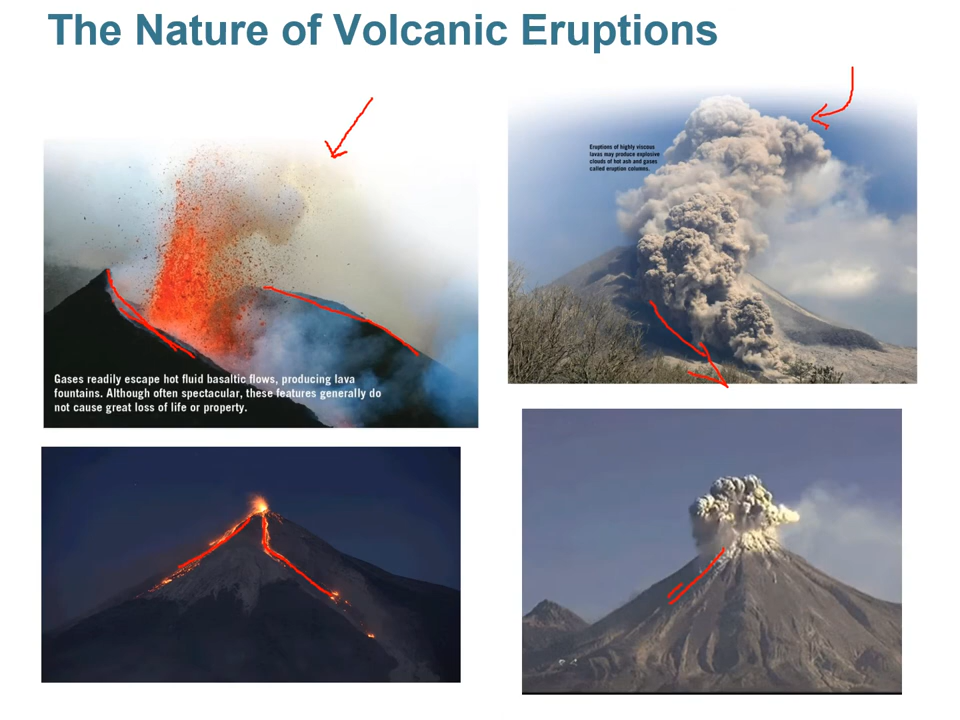 The Nature of Volcanic Eruptions
Eruptions of highly viscous
lavas may produce explosive
clouds of hot ash and gases
called eruption columns.
Gases readily escape hot fluid basaltic flows, producing lava
fountains. Although often spectacular, these features generally do
not cause great loss of life or property.